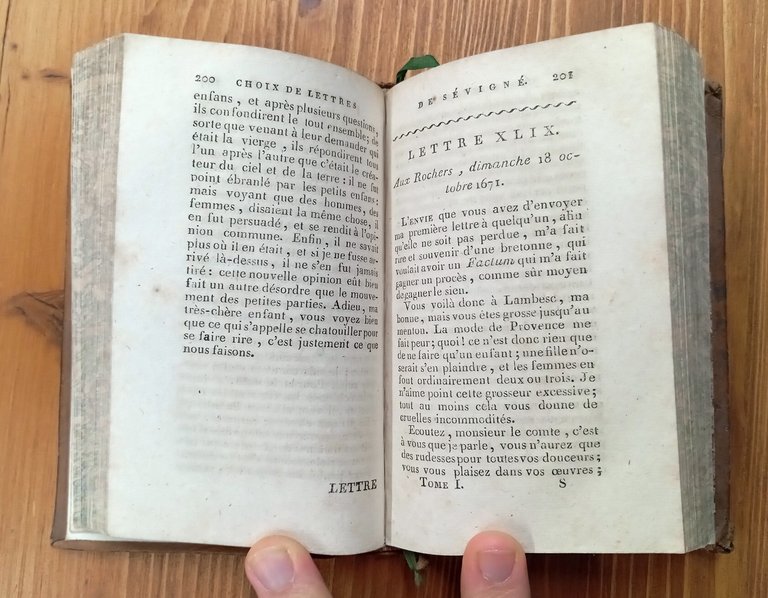 200 CHOIX DE LETTRES
enfans, et après plusieurs questions,
ils confondirent le tout ensemble; de
sorte que venant à leur demander qui
était la vierge, ils répondirent tous
l'un après l'autre que c'était le créa-
teur du ciel et de la terre: il ne fut
point ébranlé par les petits enfans:
mais voyant que des hommes, des
femmes, disaient la même chose, il
en fut persuadé, et se rendit à l'opi-
nion commune. Enfin, il ne savait
plus où il en était, et si je ne fusse ar-
rivé là-dessus, il ne s'en fut jamais
tiré: cette nouvelle opinion eût bien
fait un autre désordre que le mouve-
ment des petites parties. Adieu, ma
très-chère enfant, vous voyez bien
que ce qui s'appelle se chatouiller pour
se faire rire, c'est justement ce que
nous faisons.
LETTRE
DE SÉVIGNÉ. 201
LETTRE XLIX.
Aux Rochers, dimanche 18 oc-
tobre 1671.
L'ENVIE que vous avez d'envoyer
ma première lettre à quelqu'un, afin
qu'elle ne soit pas perdue, m'a fait
rire et souvenir d'une bretonne, qui
voulait avoir un Factum qui m'a fait
gagner un procès, comme sûr moyen
de gagner le sien.
Vous voilà donc à Lambesc, ma
bonne, mais vous êtes grosse jusqu'au
mentou. La mode de Provence me
fait peur; quoi! ce n'est donc rien que
de ne faire qu'un enfant; une fille n'o-
serait s'en plaindre, et les femmes en
font ordinairement deux ou trois. Je
n'aime point cette grosseur excessive;
tout au moins cela vous donne de
cruelles incommodités.
Ecoutez, monsieur le comte, c'est
à vous que je parle, vous n'aurez que
des rudesses pour toutes vos douceurs;
vous vous plaisez dans vos œuvres;
TOME I. S